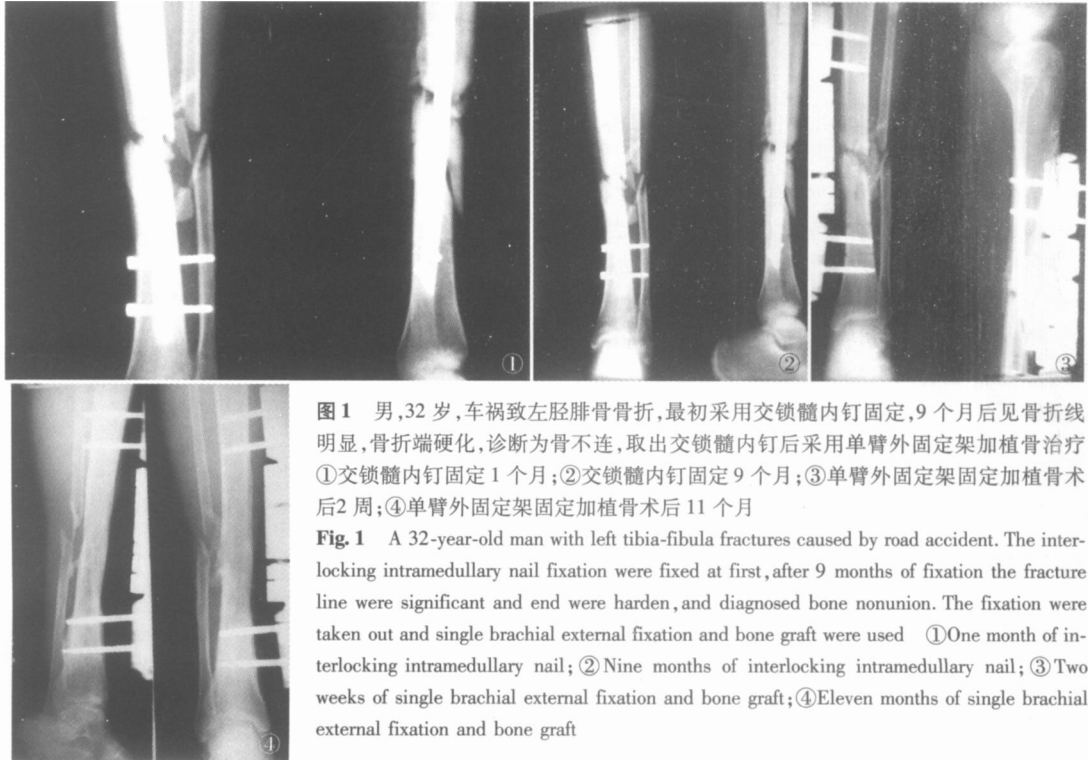 ①
②
③
④
图1 男,32 岁,车祸致左胫腓骨骨折,最初采用交锁髓内钉固定,9 个月后见骨折线
明显,骨折端硬化,诊断为骨不连,取出交锁髓内钉后采用单臂外固定架加植骨治疗
①交锁髓内钉固定 1 个月;②交锁髓内钉固定 9 个月;③单臂外固定架固定加植骨术
后2 周;④单臂外固定架固定加植骨术后 11 个月
Fig. 1 A 32-year-old man with left tibia-fibula fractures caused by road accident. The inter-
locking intramedullary nail fixation were fixed at first,after 9 months of fixation the fracture
line were significant and end were harden,and diagnosed bone nonunion. The fixation were
taken out and single brachial external fixation and bone graft were used ①One month of in-
terlocking intramedullary nail;②Nine months of interlocking intramedullary nail;③Two
weeks of single brachial external fixation and bone graft;④Eleven months of single brachial
external fixation and bone graft